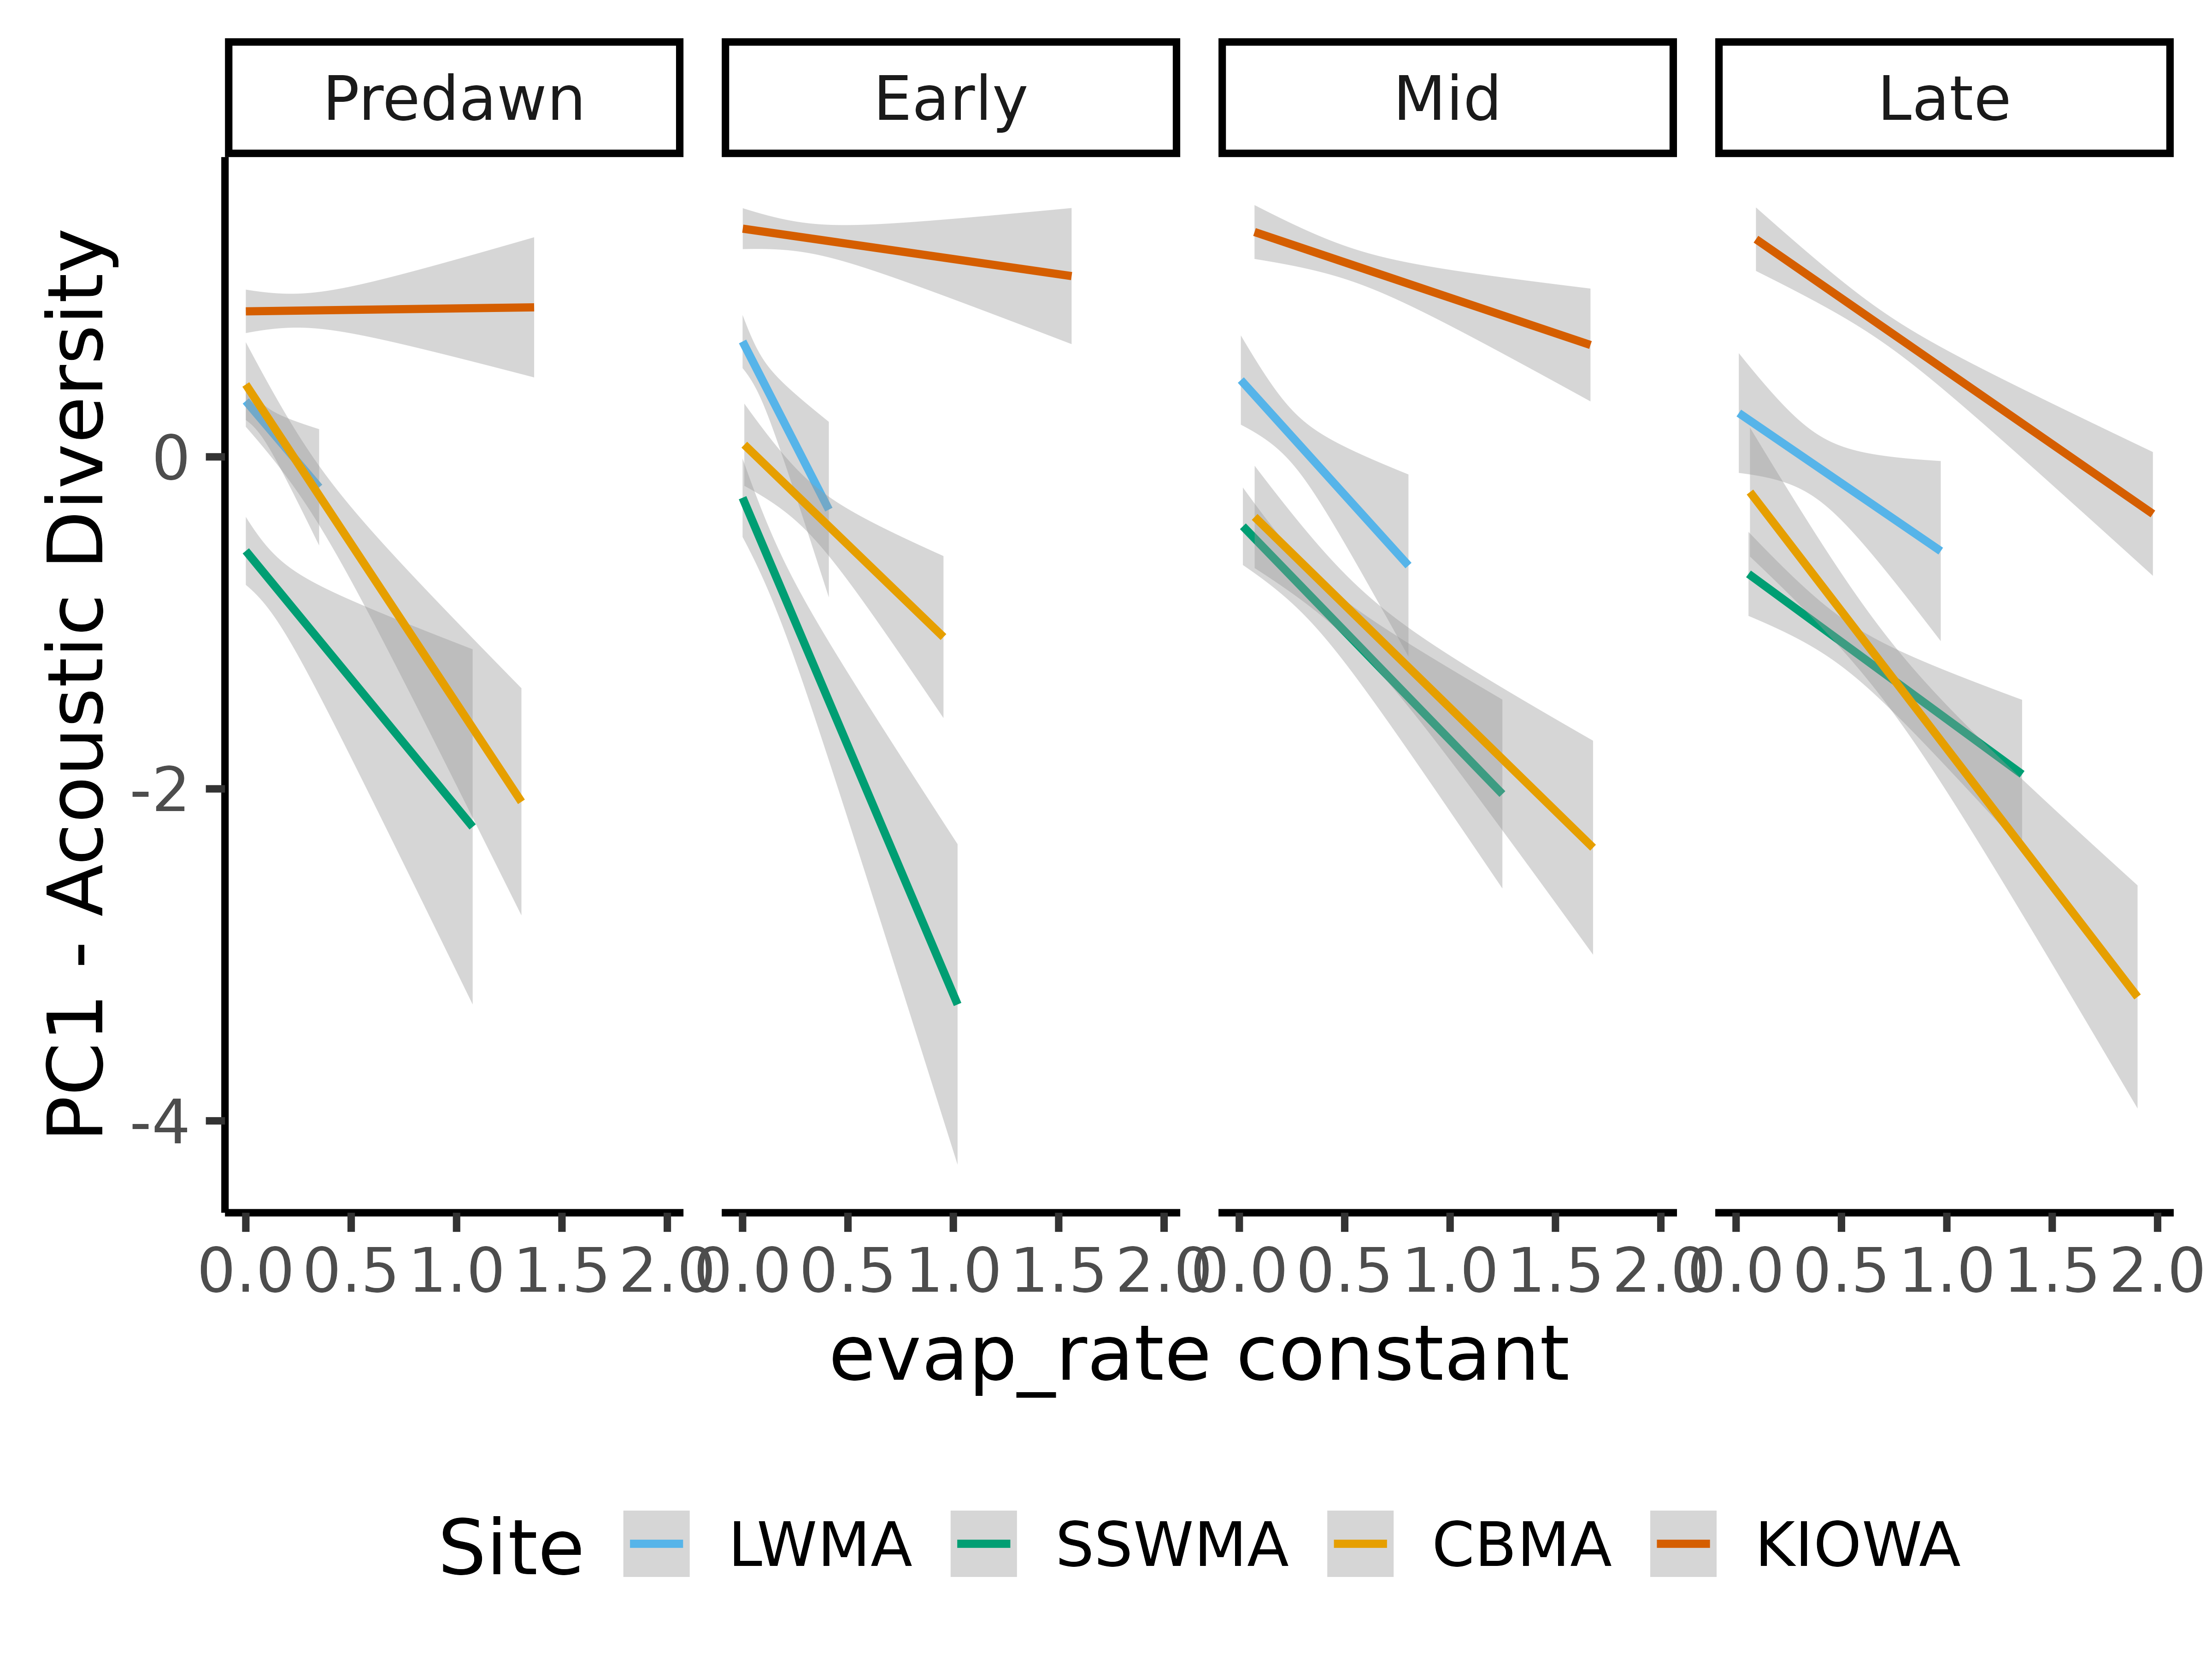 Predawn Early Mid Late
PC1 - Acoustic Diversity
0
-2
-4
0.0 0.5 1.0 1.5 2.0 0.0 0.5 1.0 1.5 2.0 0.0 0.5 1.0 1.5 2.0 0.0 0.5 1.0 1.5 2.0
evap_rate constant
Site LWMA SSWMA CBMA KIOWA